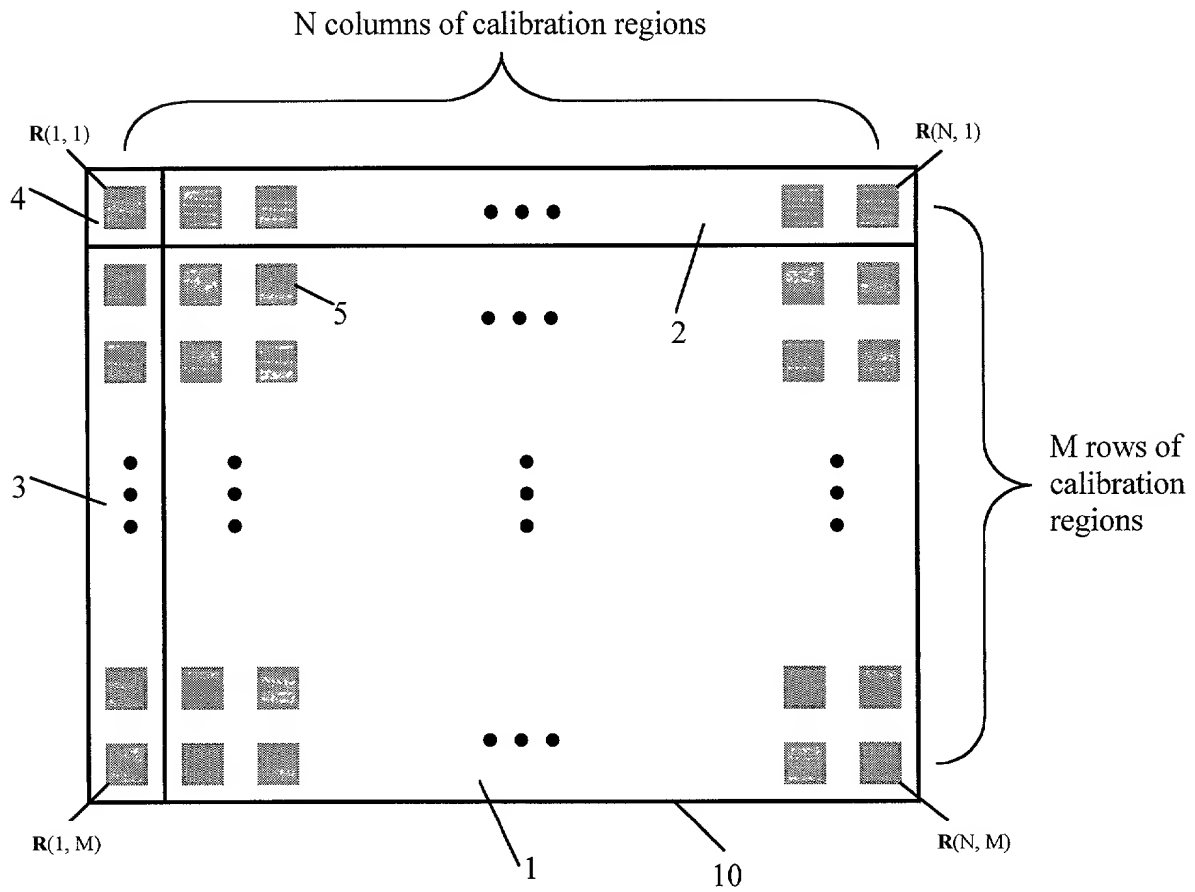 N columns of calibration regions
R(1, 1)
R(N, 1)
4
5
2
3
M rows of
calibration
regions
R(1, M)
R(N, M)
1
10